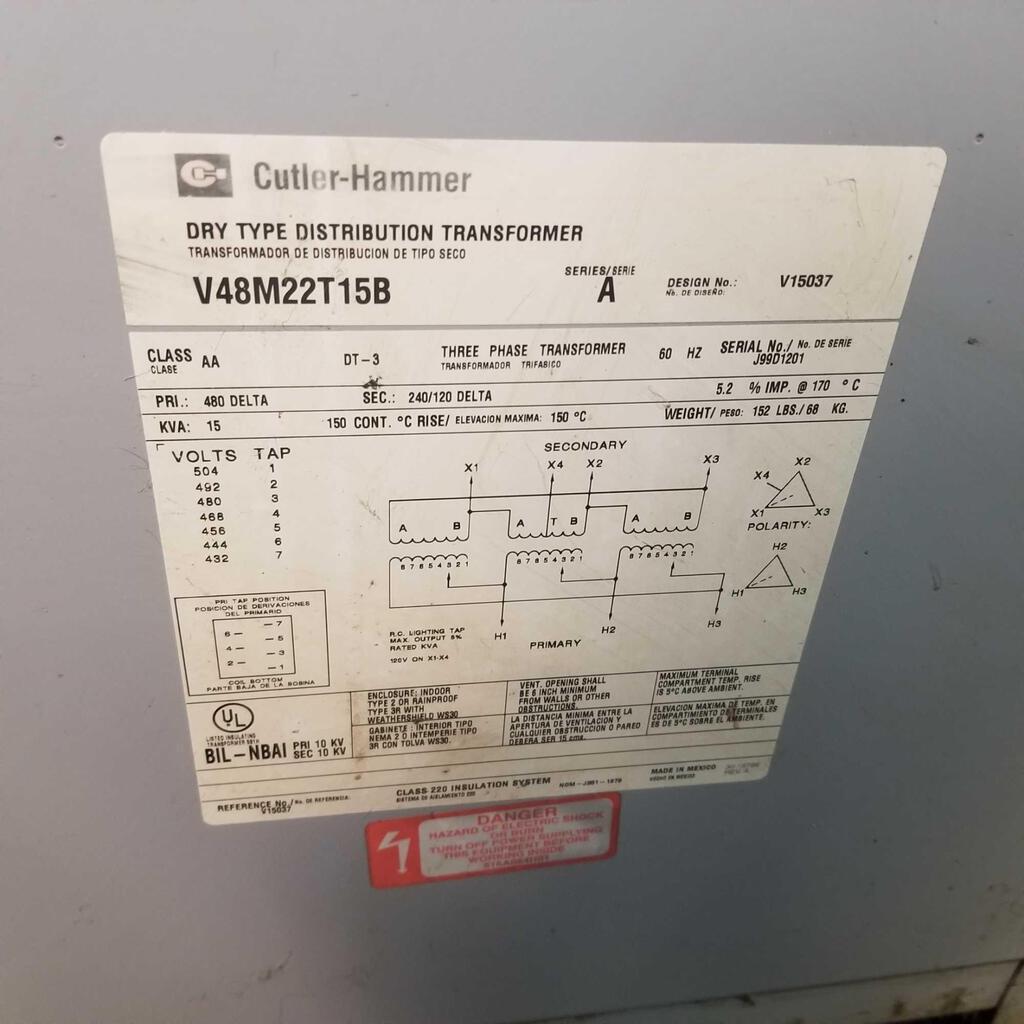 Cutler-Hammer
DRY TYPE DISTRIBUTION TRANSFORMER
TRANSFORMADOR DE DISTRIBUCION DE TIPO SECO
V48M22T15B
SERIES/SERIE
A
DESIGN No.: V15037
No. DE DISEÑO:
CLASS AA DT-3 THREE PHASE TRANSFORMER 60 HZ SERIAL No./ No. DE SERIE
CLASE TRANSFORMADOR TRIFASICO J99D1201
PRI.: 480 DELTA SEC.: 240/120 DELTA 5.2 % IMP. @ 170 °C
KVA: 15 150 CONT. °C RISE/ ELEVACION MAXIMA: 150 °C WEIGHT/ PESO: 152 LBS./68 KG.
VOLTS TAP
504 1
492 2
480 3
468 4
456 5
444 6
432 7
SECONDARY
X1 X4 X2 X3
A B A T B A B
8 7 6 5 4 3 2 1 8 7 6 5 4 3 2 1 8 7 6 5 4 3 2 1
H1 H2 H3
PRIMARY
X2
X4
X1 X3
POLARITY:
H2
H1 H3
R.C. LIGHTING TAP
MAX. OUTPUT 5%
RATED KVA
120V ON X1-X4
PRI TAP POSITION
POSICION DE DERIVACIONES
DEL PRIMARIO
-7
6-
-5
4-
-3
2-
-1
COIL BOTTOM
PARTE BAJA DE LA BOBINA
UL
LISTED INSULATING
TRANSFORMER
BIL-NBAI PRI 10 KV
SEC 10 KV
ENCLOSURE: INDOOR
TYPE 2 OR RAINPROOF
TYPE 3R WITH
WEATHERSHIELD WS30
GABINETE: INTERIOR TIPO
NEMA 2 O INTEMPERIE TIPO
3R CON TOLVA WS30.
VENT. OPENING SHALL
BE 6 INCH MINIMUM
FROM WALLS OR OTHER
OBSTRUCTIONS.
LA DISTANCIA MINIMA ENTRE LA
APERTURA DE VENTILACION Y
CUALQUIER OBSTRUCCION O PARED
DEBERA SER 15 cms.
MAXIMUM TERMINAL
COMPARTMENT TEMP. RISE
IS 5°C ABOVE AMBIENT.
ELEVACION MAXIMA DE TEMP. EN
COMPARTIMIENTO DE TERMINALES
ES DE 5°C SOBRE EL AMBIENTE.
REFERENCE No./ No. DE REFERENCIA.
V15037
CLASS 220 INSULATION SYSTEM
SISTEMA DE AISLAMIENTO 220
MADE IN MEXICO
HECHO EN MEXICO
REV.
DANGER
HAZARD OF ELECTRIC SHOCK
OR BURN
TURN OFF POWER SUPPLYING
THIS EQUIPMENT BEFORE
WORKING INSIDE